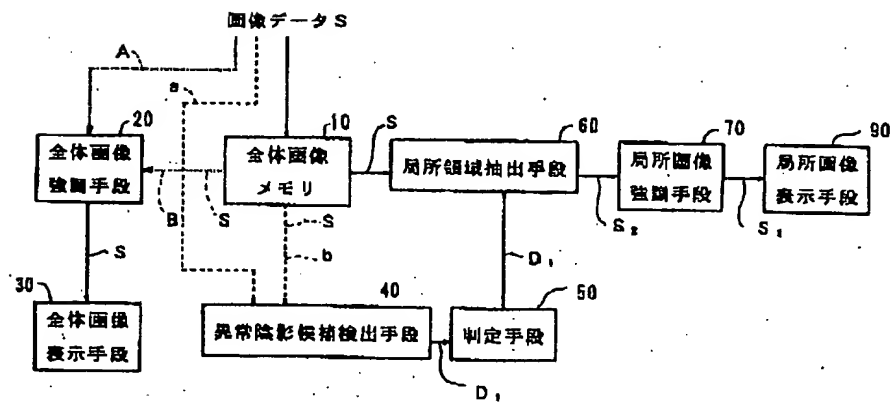 画像データS
A
a
20
10
S
60
70
90
全体画像
強調手段
全体画像
メモリ
局所領域抽出手段
局所画像
強調手段
局所画像
表示手段
B
S
S
b
S₂
S₁
S
D₁
30
40
50
全体画像
表示手段
異常陰影候補検出手段
判定手段
D₁